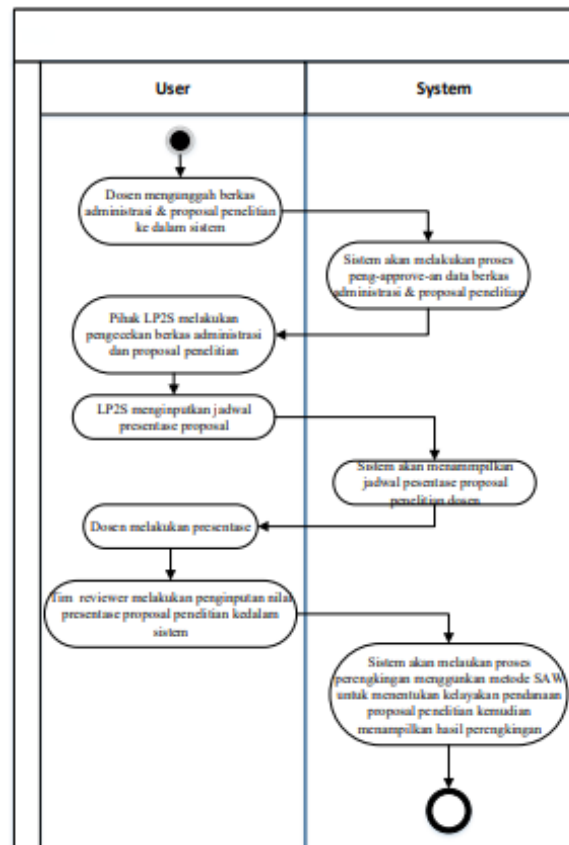 User
System
Dosen mengunggah berkas
administrasi & proposal penelitian
ke dalam sistem
Sistem akan melakukan proses
peng-approve-an data berkas
administrasi & proposal penelitian
Pihak LP2S melakukan
pengecekan berkas administrasi
dan proposal penelitian
LP2S menginputkan jadwal
presentase proposal
Sistem akan menammpilkan
jadwal pesentase proposal
penelitian dosen
Dosen melakukan presentase
Tim reviewer melakukan penginputan nilai
presentase proposal penelitian kedalam
sistem
Sistem akan melaukan proses
perengkingan menggunkan metode SAW
untuk menentukan kelayakan pendanaan
proposal penelitian kemudian
menampilkan hasil perengkingan